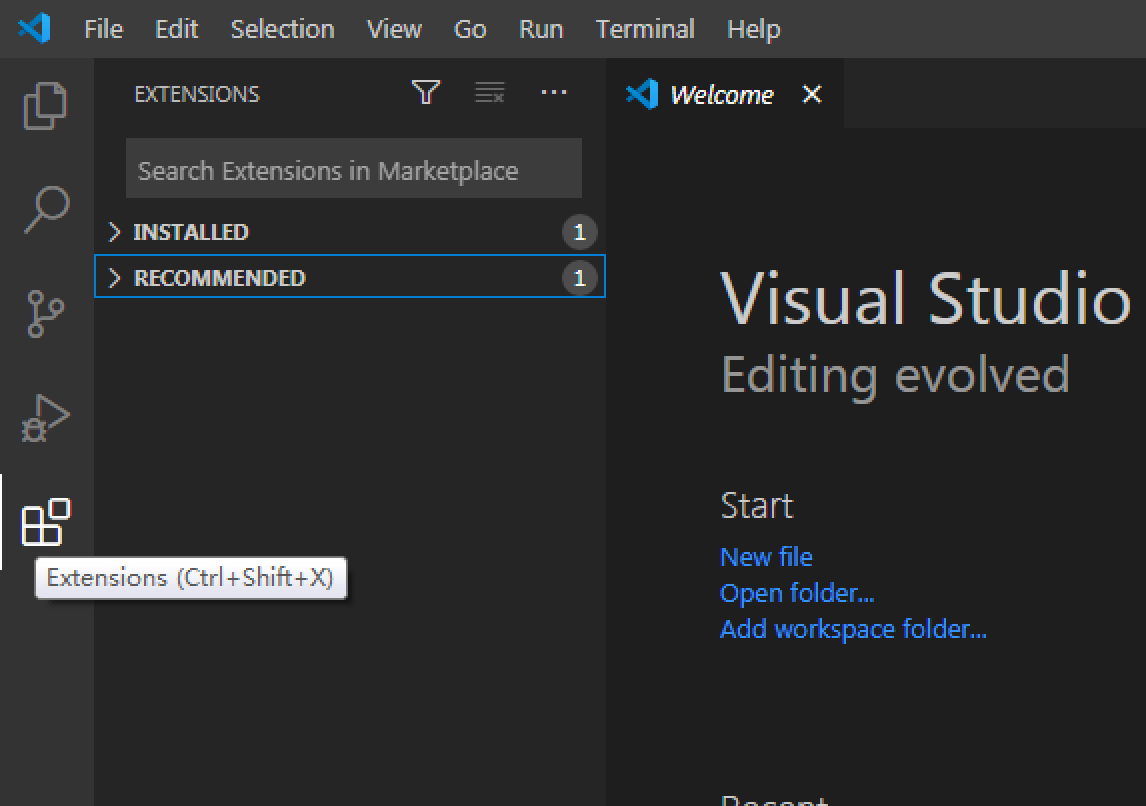 File Edit Selection View Go Run Terminal Help
EXTENSIONS
Welcome
Search Extensions in Marketplace
INSTALLED 1
RECOMMENDED 1
Extensions (Ctrl+Shift+X)
Visual Studio
Editing evolved
Start
New file
Open folder...
Add workspace folder...
Recent